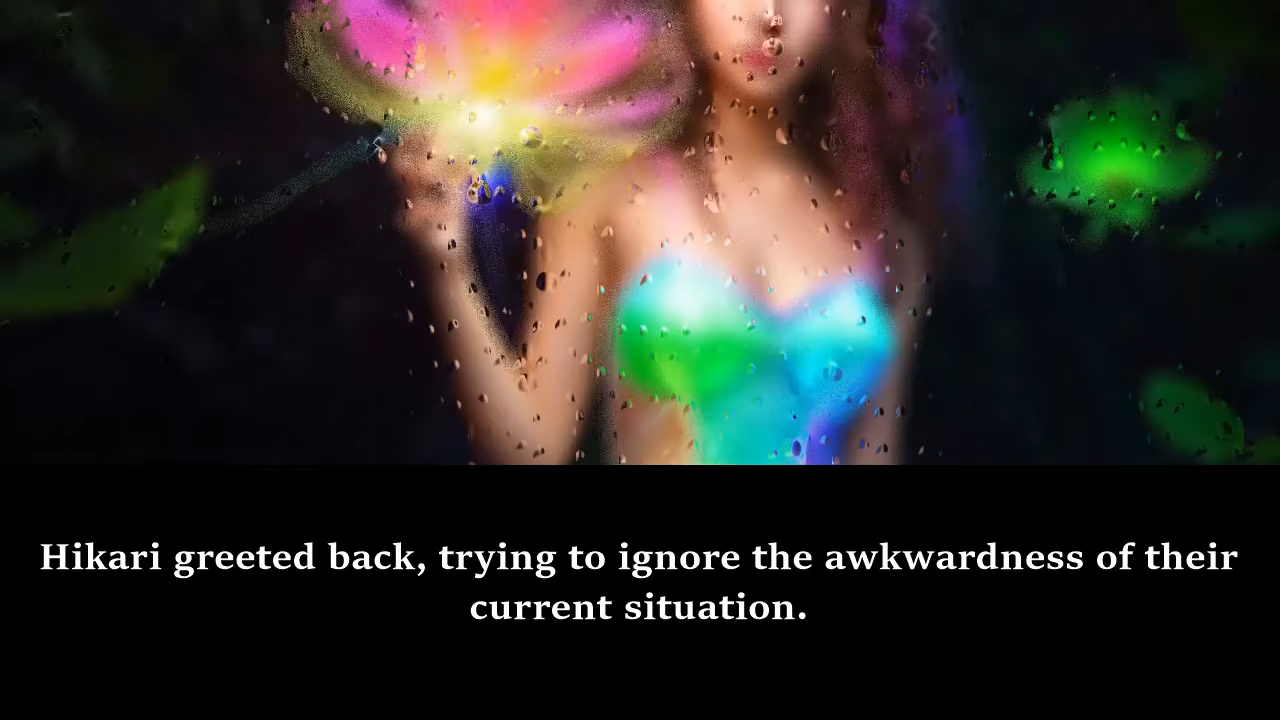 Hikari greeted back, trying to ignore the awkwardness of their
current situation.